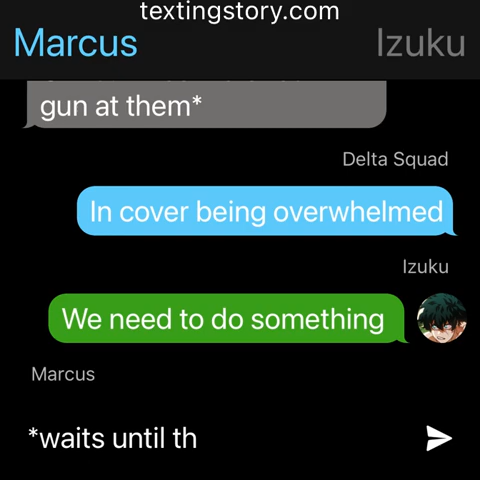 textingstory.com
Marcus
Izuku
gun at them*
Delta Squad
In cover being overwhelmed
Izuku
We need to do something
Marcus
*waits until th